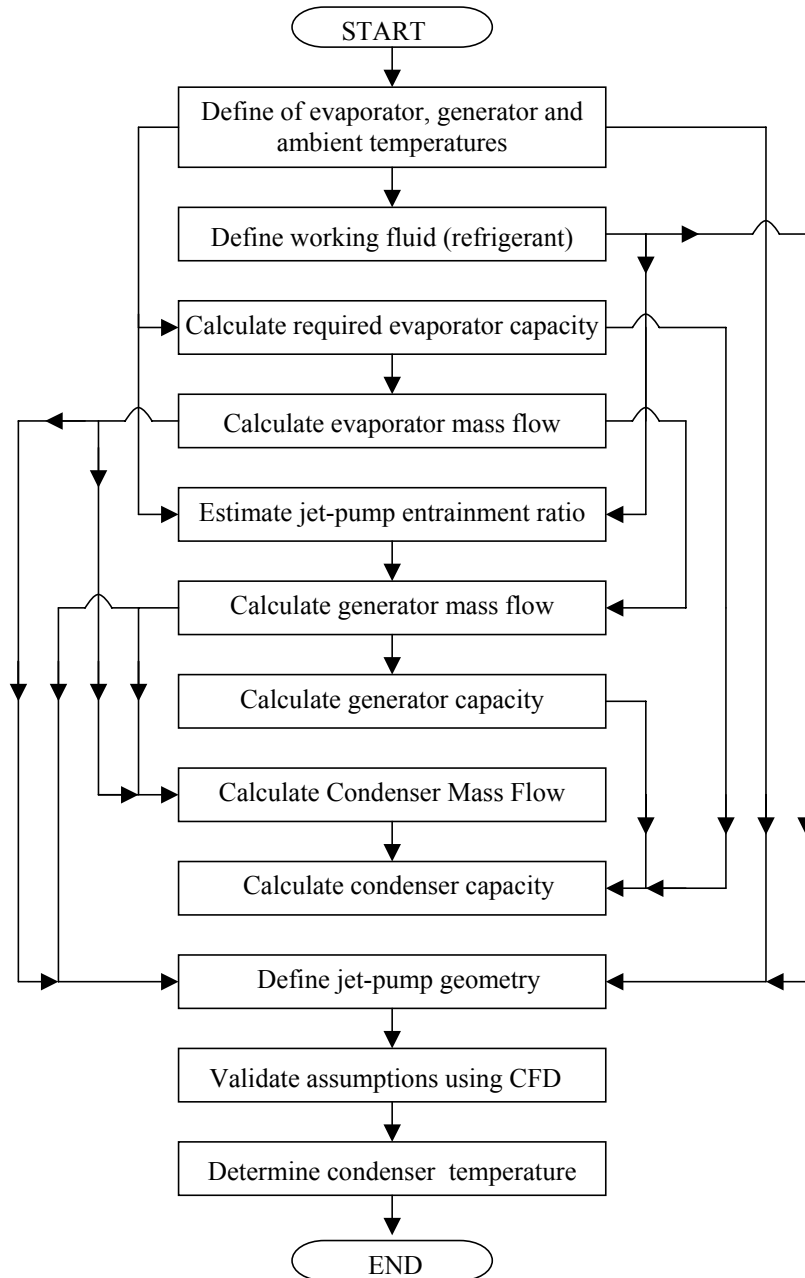 START
Define of evaporator, generator and
ambient temperatures
Define working fluid (refrigerant)
Calculate required evaporator capacity
Calculate evaporator mass flow
Estimate jet-pump entrainment ratio
Calculate generator mass flow
Calculate generator capacity
Calculate Condenser Mass Flow
Calculate condenser capacity
Define jet-pump geometry
Validate assumptions using CFD
Determine condenser temperature
END